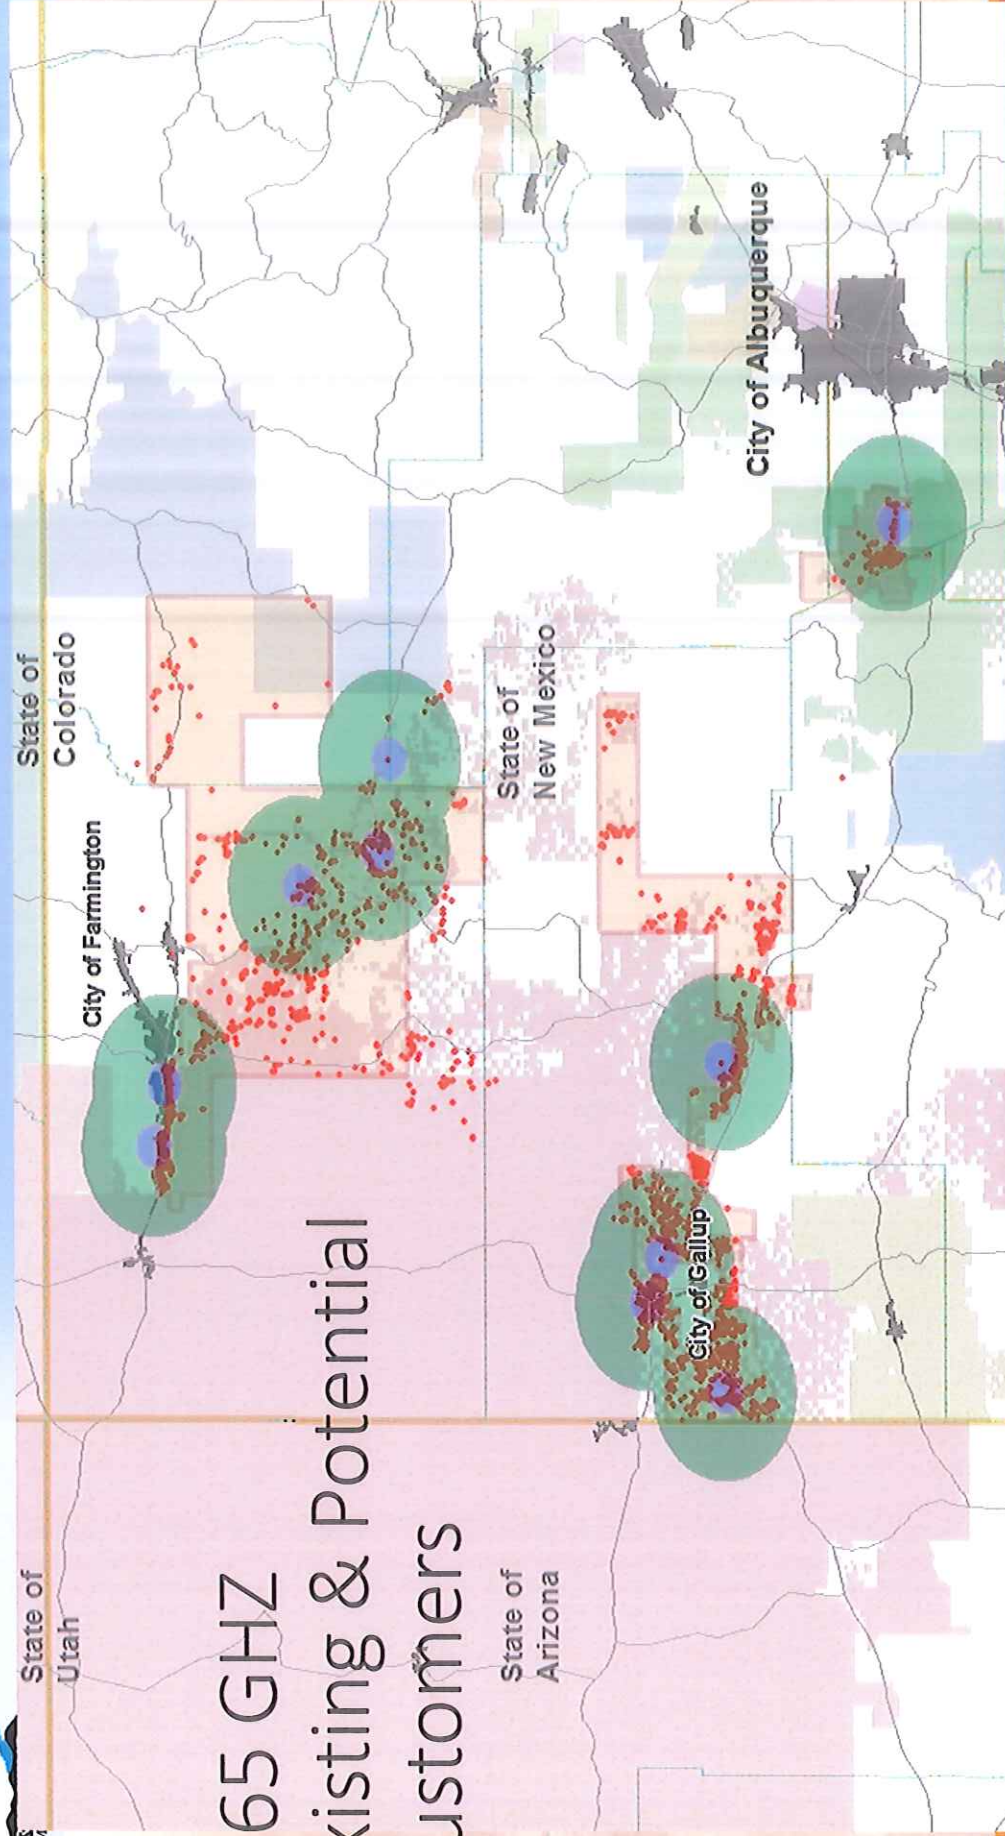 65 GHZ
xisting & Potential
ustomers
State of
Utah
State of
Colorado
City of Farmington
State of
Arizona
State of
New Mexico
City of Gallup
City of Albuquerque